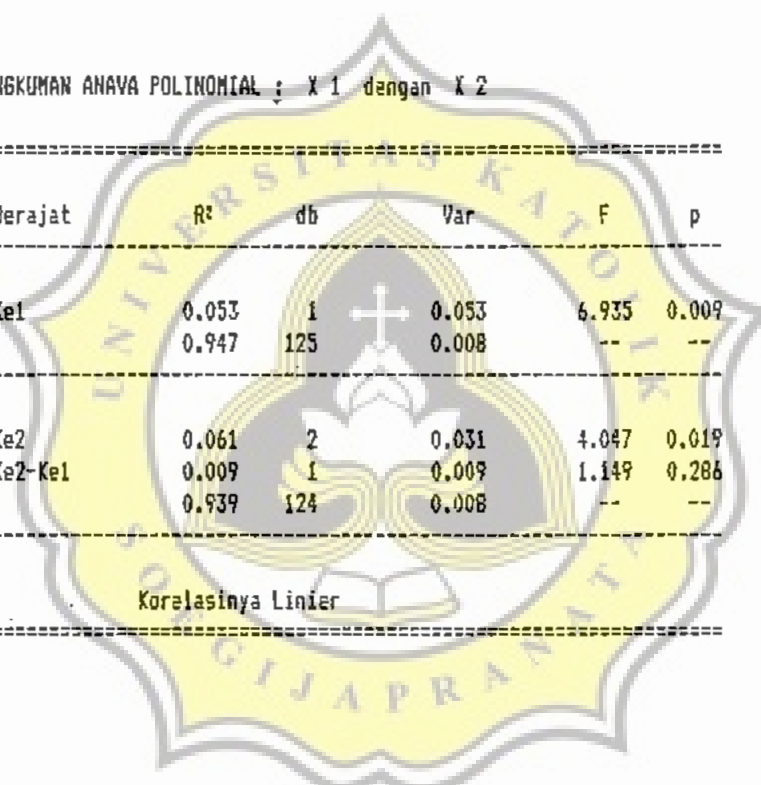 NGKUMAN ANAVA POLINOMIAL : X 1 dengan X 2
Derajat R² db Var F p
Ke1 0.053 1 0.053 6.935 0.009
0.947 125 0.008 -- --
Ke2 0.061 2 0.031 4.047 0.019
Ke2-Ke1 0.009 1 0.009 1.149 0.286
0.939 124 0.008 -- --
Korelasinya Linier
UNIVERSITAS KATOLIK
SOEGIJAPRANATA